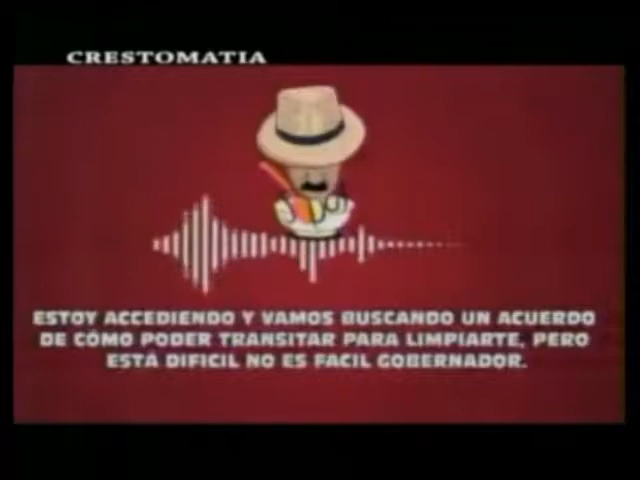 CRESTOMATIA
ESTOY ACCEDIENDO Y VAMOS BUSCANDO UN ACUERDO
DE CÓMO PODER TRANSITAR PARA LIMPIARTE, PERO
ESTÁ DIFICIL NO ES FACIL GOBERNADOR.